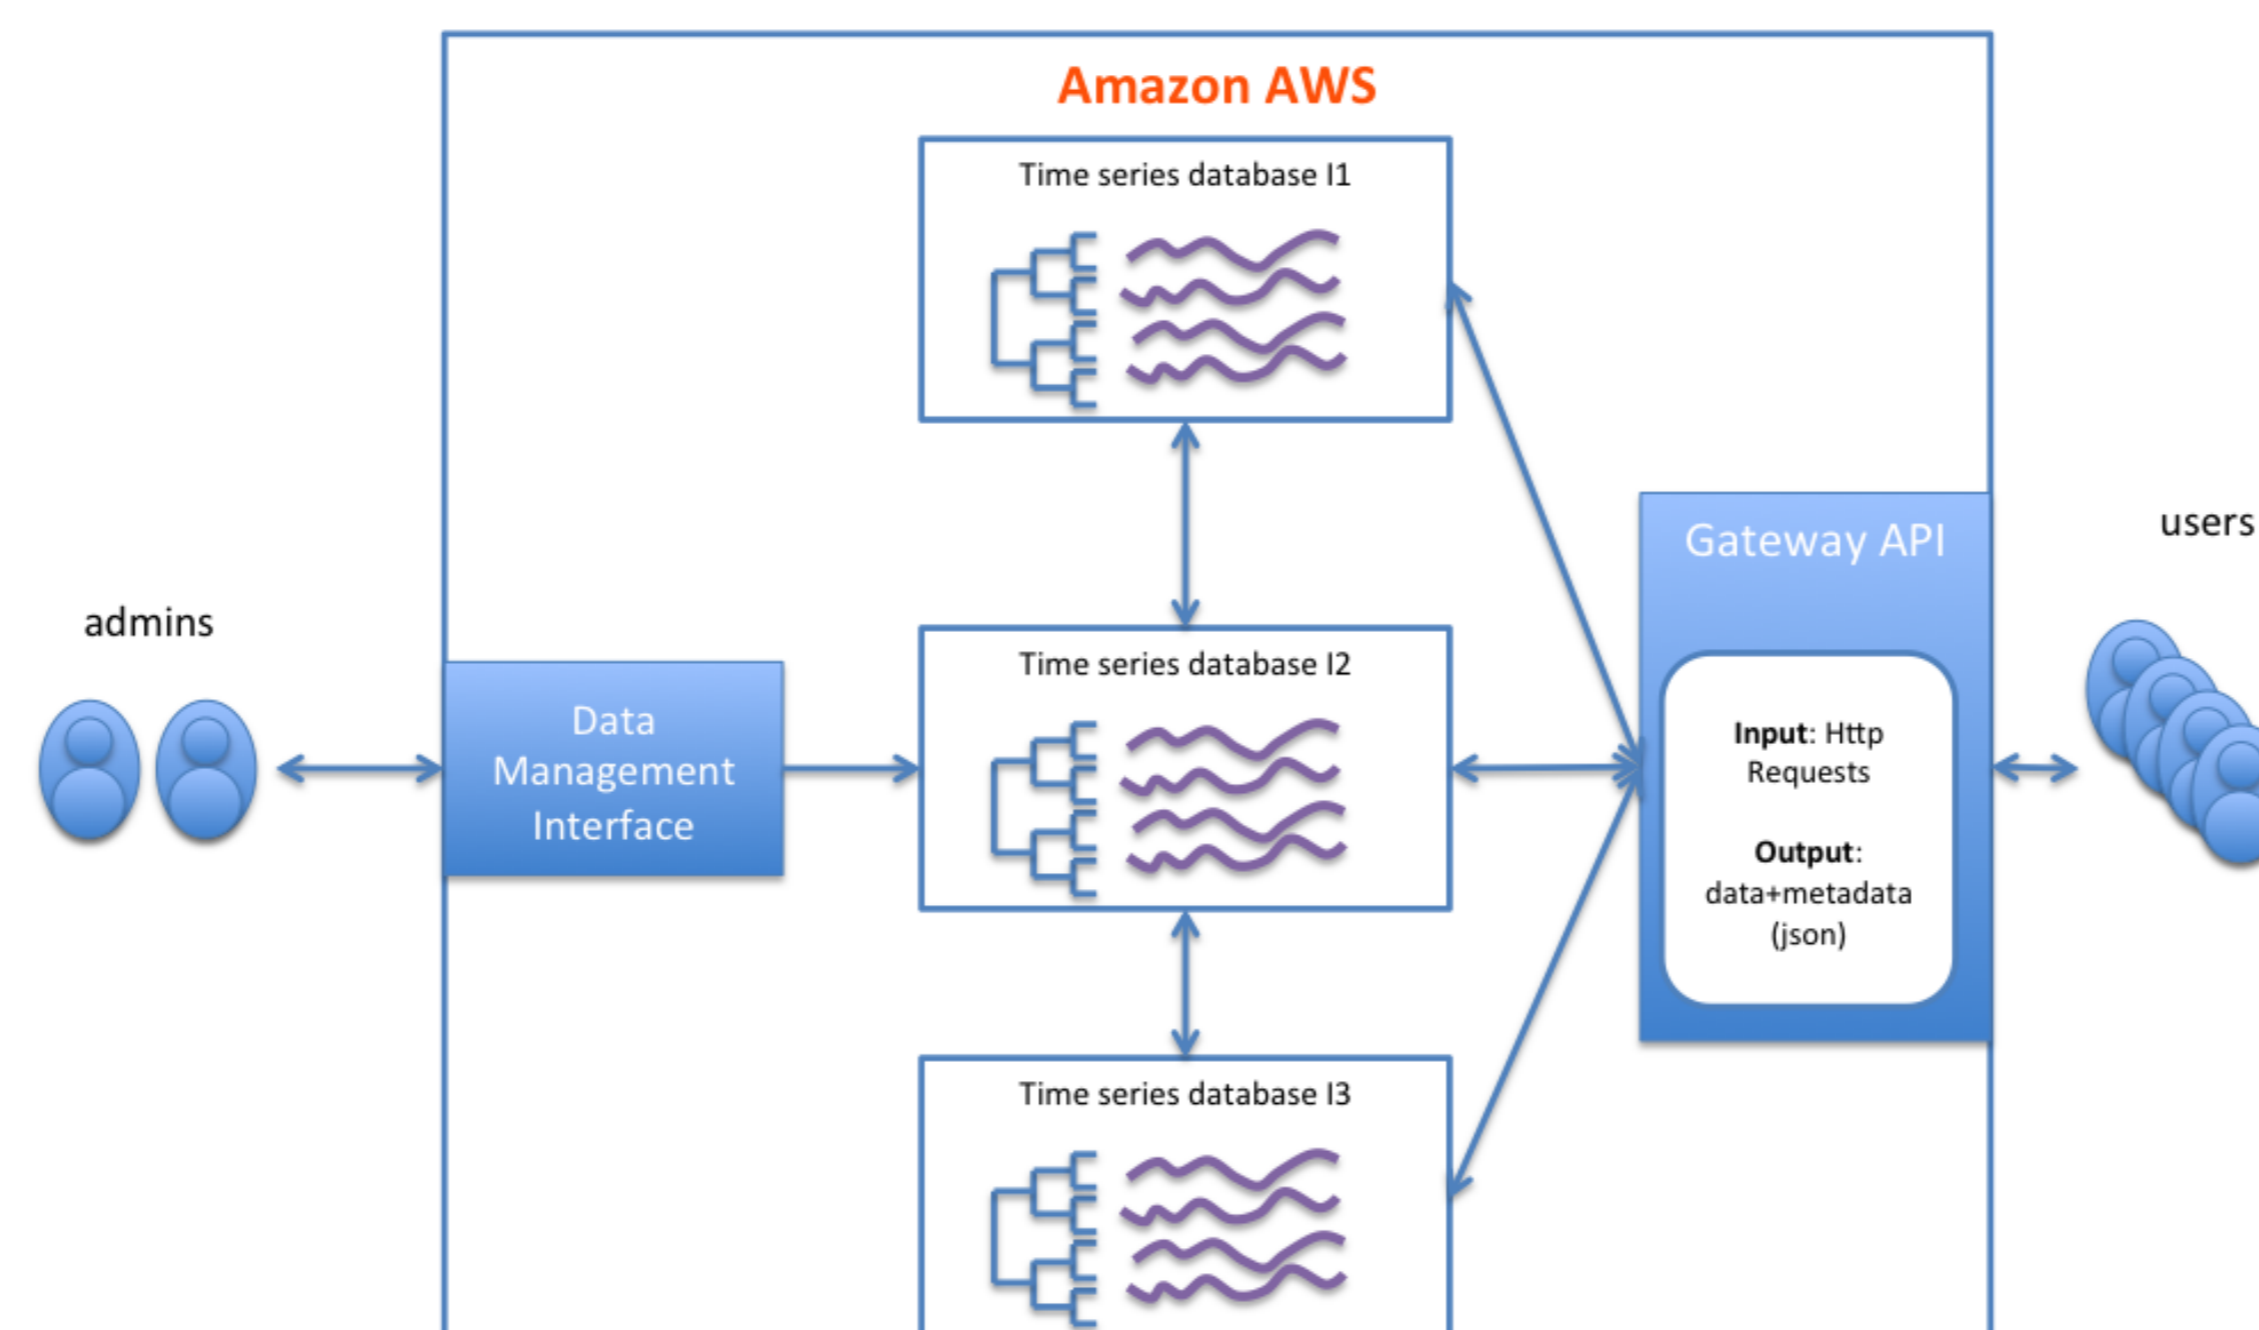 Amazon AWS
Time series database I1
Gateway API
users
admins
Data
Management
Interface
Time series database I2
Input: Http
Requests
Output:
data+metadata
(json)
Time series database I3